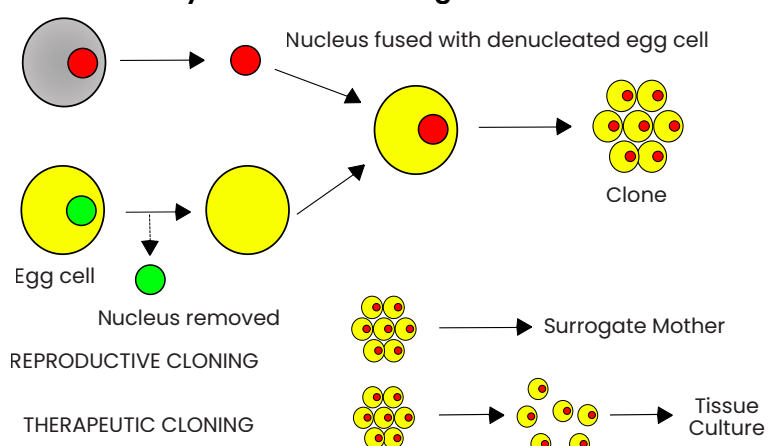 Nucleus fused with denucleated egg cell
Clone
Egg cell
Nucleus removed
Surrogate Mother
REPRODUCTIVE CLONING
THERAPEUTIC CLONING
Tissue
Culture